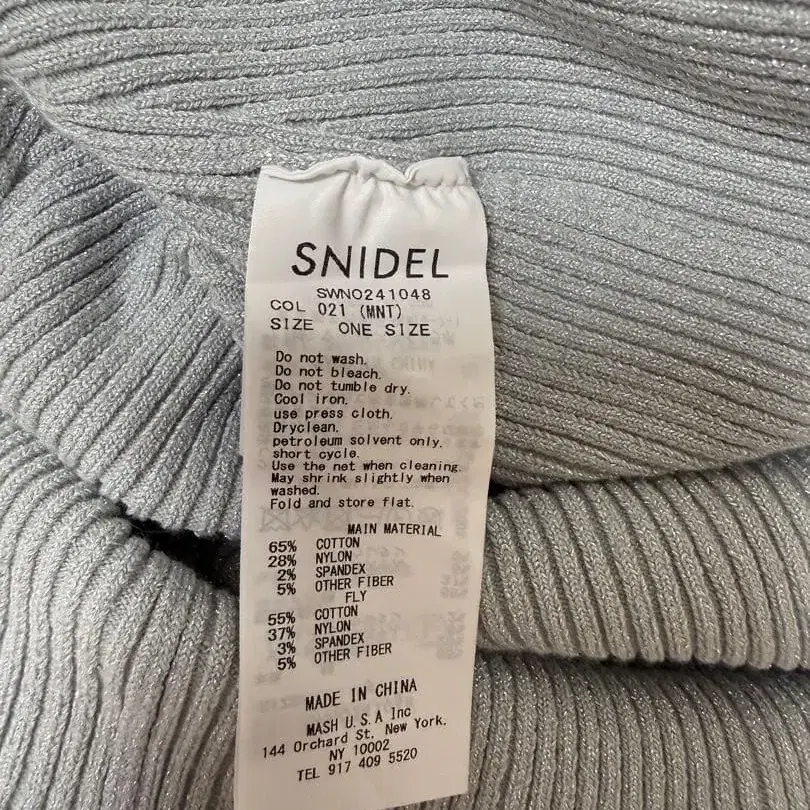 SNIDEL
SWNO241048
COL 021 (MNT)
SIZE ONE SIZE
Do not wash.
Do not bleach.
Do not tumble dry.
Cool iron.
use press cloth.
Dryclean.
petroleum solvent only.
short cycle.
Use the net when cleaning.
May shrink slightly when
washed.
Fold and store flat.
MAIN MATERIAL
65% COTTON
28% NYLON
2% SPANDEX
5% OTHER FIBER
FLY
55% COTTON
37% NYLON
3% SPANDEX
5% OTHER FIBER
MADE IN CHINA
MASH U.S.A Inc
144 Orchard St. New York.
NY 10002
TEL 917 409 5520